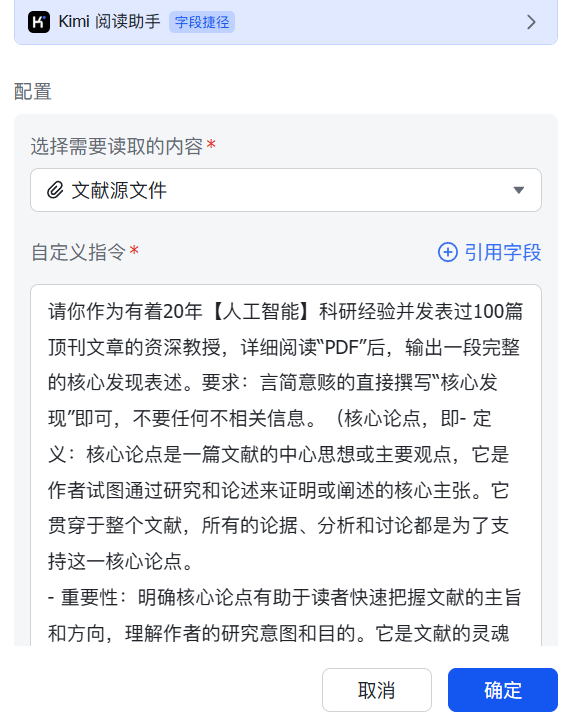 Kimi 阅读助手 字段捷径
配置
选择需要读取的内容*
文献源文件
自定义指令* 引用字段
请你作为有着20年【人工智能】科研经验并发表过100篇
顶刊文章的资深教授，详细阅读“PDF”后，输出一段完整
的核心发现表述。要求：言简意赅的直接撰写“核心发
现”即可，不要任何不相关信息。（核心论点，即- 定
义：核心论点是一篇文献的中心思想或主要观点，它是
作者试图通过研究和论述来证明或阐述的核心主张。它
贯穿于整个文献，所有的论据、分析和讨论都是为了支
持这一核心论点。
- 重要性：明确核心论点有助于读者快速把握文献的主旨
和方向，理解作者的研究意图和目的。它是文献的灵魂
取消 确定